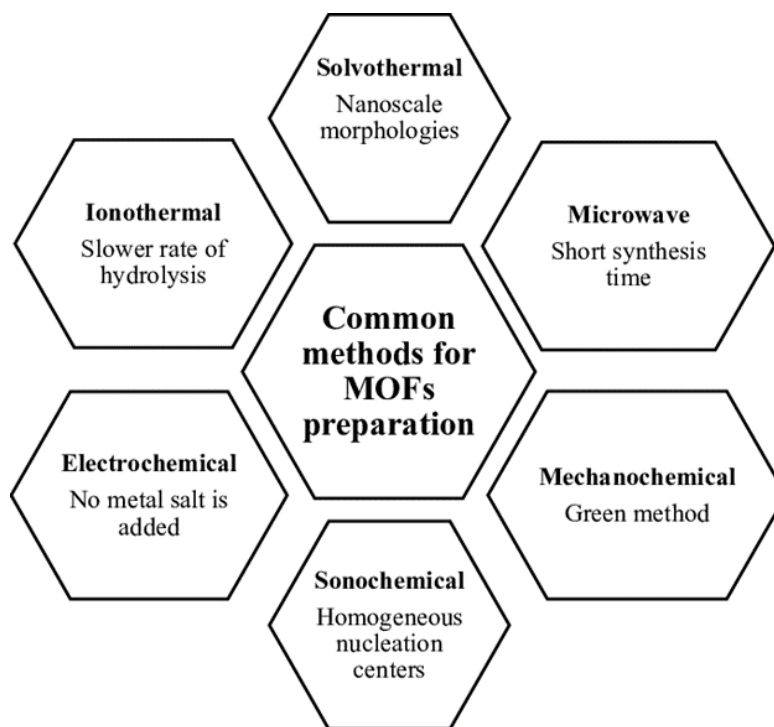 Solvothermal
Nanoscale
morphologies
Ionothermal
Slower rate of
hydrolysis
Microwave
Short synthesis
time
Common
methods for
MOFs
preparation
Electrochemical
No metal salt is
added
Mechanochemical
Green method
Sonochemical
Homogeneous
nucleation
centers